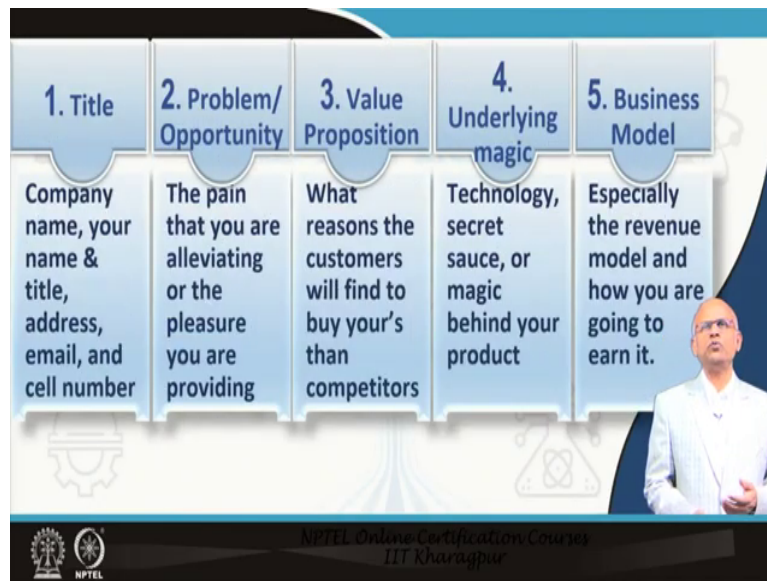 1. Title
Company
name, your
name &
title,
address,
email, and
cell number
2. Problem/
Opportunity
The pain
that you are
alleviating
or the
pleasure
you are
providing
3. Value
Proposition
What
reasons the
customers
will find to
buy your's
than
competitors
4.
Underlying
magic
Technology,
secret
sauce, or
magic
behind your
product
5. Business
Model
Especially
the revenue
model and
how you are
going to
earn it.
NPTEL
NPTEL Online Certification Courses
IIT Kharagpur